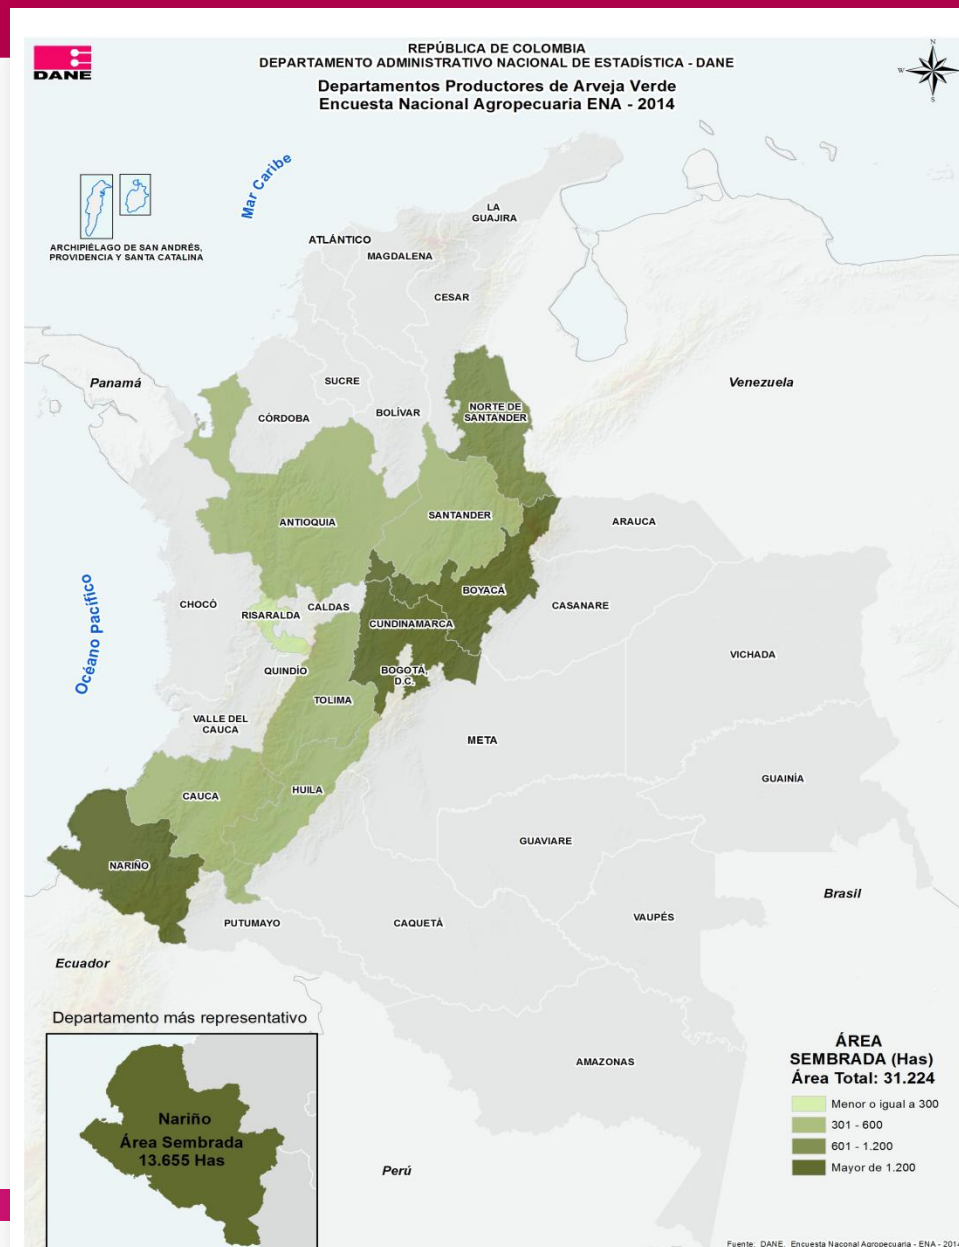 DANE
REPÚBLICA DE COLOMBIA
DEPARTAMENTO ADMINISTRATIVO NACIONAL DE ESTADÍSTICA - DANE
Departamentos Productores de Arveja Verde
Encuesta Nacional Agropecuaria ENA - 2014
N
W
S
Mar Caribe
ARCHIPIÉLAGO DE SAN ANDRÉS,
PROVIDENCIA Y SANTA CATALINA
LA
GUAJIRA
ATLÁNTICO
MAGDALENA
CESAR
Panamá
SUCRE
Venezuela
CÓRDOBA
BOLÍVAR
NORTE DE
SANTANDER
ANTIOQUIA
SANTANDER
ARAUCA
Océano Pacífico
CHOCÓ
RISARALDA
CALDAS
BOYACÁ
CASANARE
CUNDINAMARCA
QUINDÍO
BOGOTÁ,
D.C.
VICHADA
TOLIMA
VALLE DEL
CAUCA
META
CAUCA
HUILA
GUAINÍA
GUAVIARE
NARIÑO
Brasil
PUTUMAYO
CAQUETÁ
VAUPÉS
Ecuador
Departamento más representativo
Nariño
Área Sembrada
13.655 Has
AMAZONAS
Perú
ÁREA
SEMBRADA (Has)
Área Total: 31.224
Menor o igual a 300
301 - 600
601 - 1.200
Mayor de 1.200
Fuente: DANE. Encuesta Naconal Agropecuaria - ENA - 2014